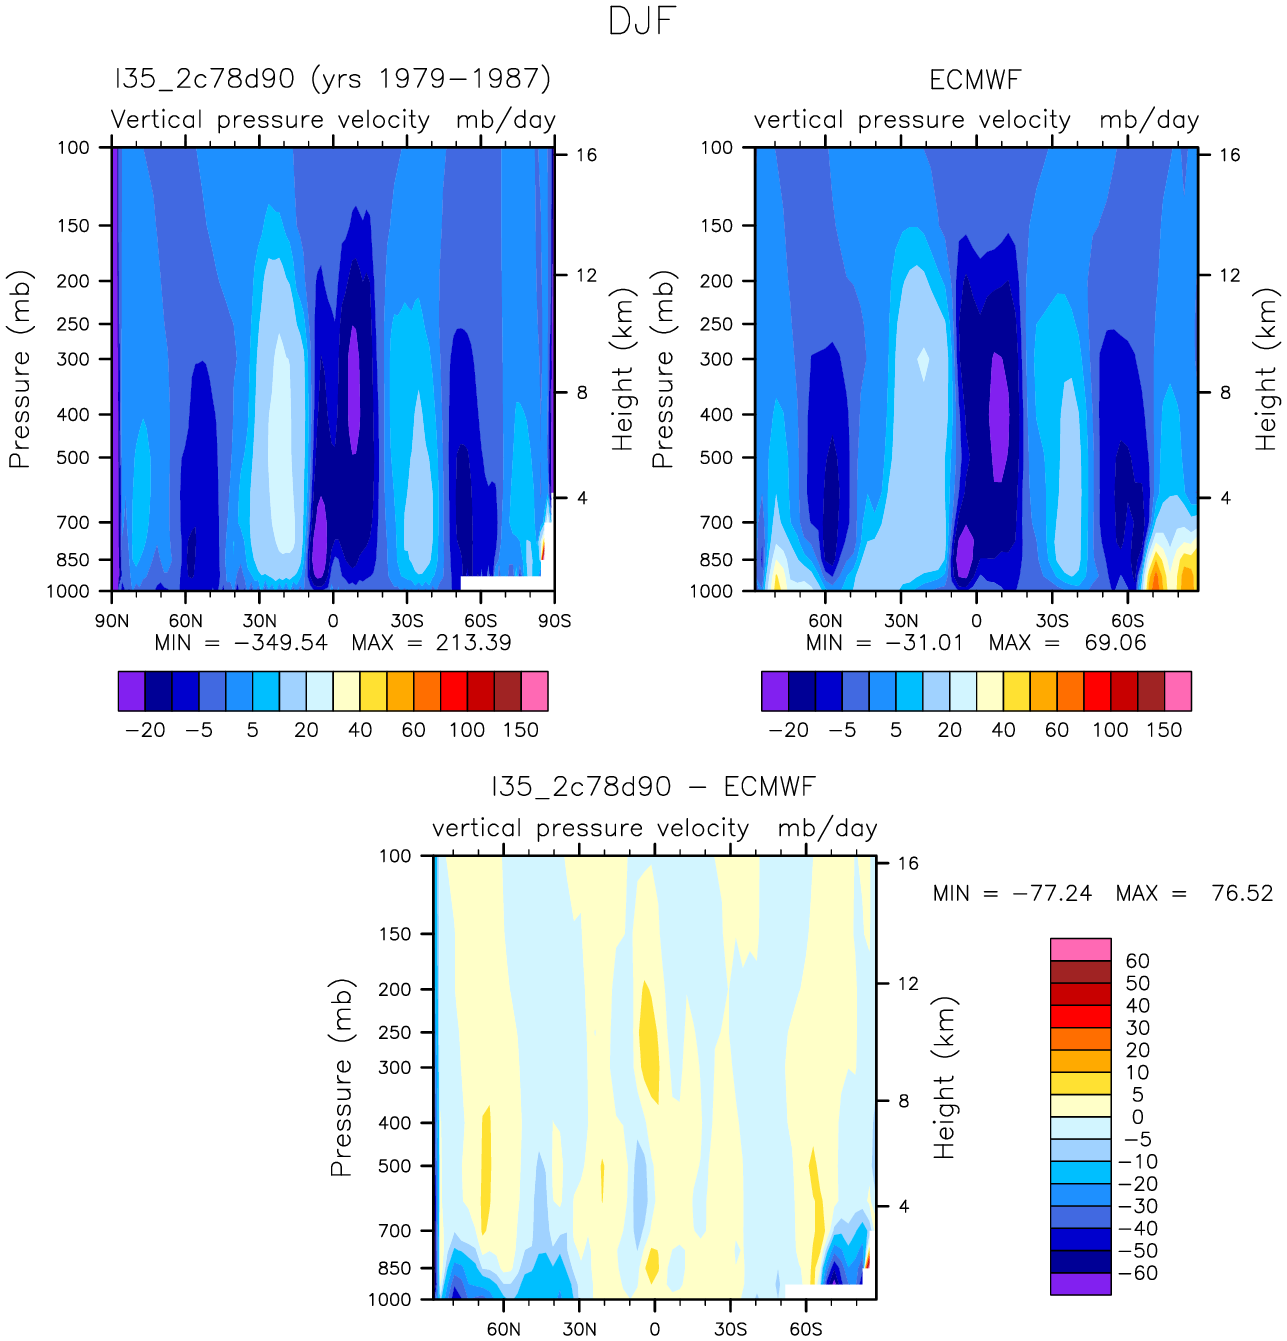 DJF
I35_2c78d90 (yrs 1979-1987)
Vertical pressure velocity mb/day
100
150
200
250
300
400
500
700
850
1000
Pressure (mb)
16
12
8
4
Height (km)
90N 60N 30N 0 30S 60S 90S
MIN = -349.54 MAX = 213.39
-20 -5 5 20 40 60 100 150
ECMWF
vertical pressure velocity mb/day
100
150
200
250
300
400
500
700
850
1000
Pressure (mb)
16
12
8
4
Height (km)
60N 30N 0 30S 60S
MIN = -31.01 MAX = 69.06
-20 -5 5 20 40 60 100 150
I35_2c78d90 - ECMWF
vertical pressure velocity mb/day
100
150
200
250
300
400
500
700
850
1000
Pressure (mb)
16
12
8
4
Height (km)
60N 30N 0 30S 60S
MIN = -77.24 MAX = 76.52
60
50
40
30
20
10
5
0
-5
-10
-20
-30
-40
-50
-60